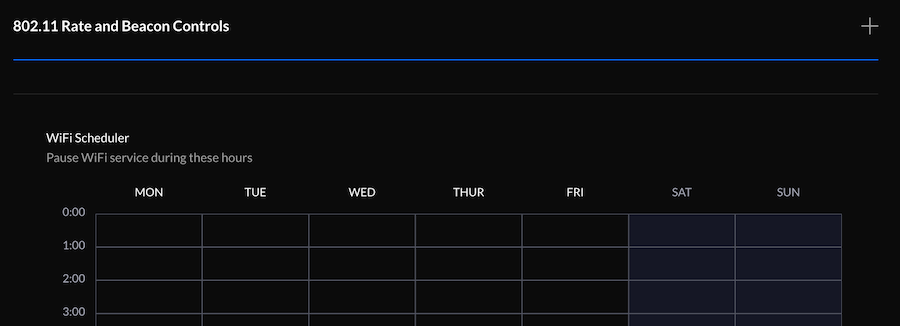 802.11 Rate and Beacon Controls
WiFi Scheduler
Pause WiFi service during these hours
MON TUE WED THUR FRI SAT SUN
0:00
1:00
2:00
3:00